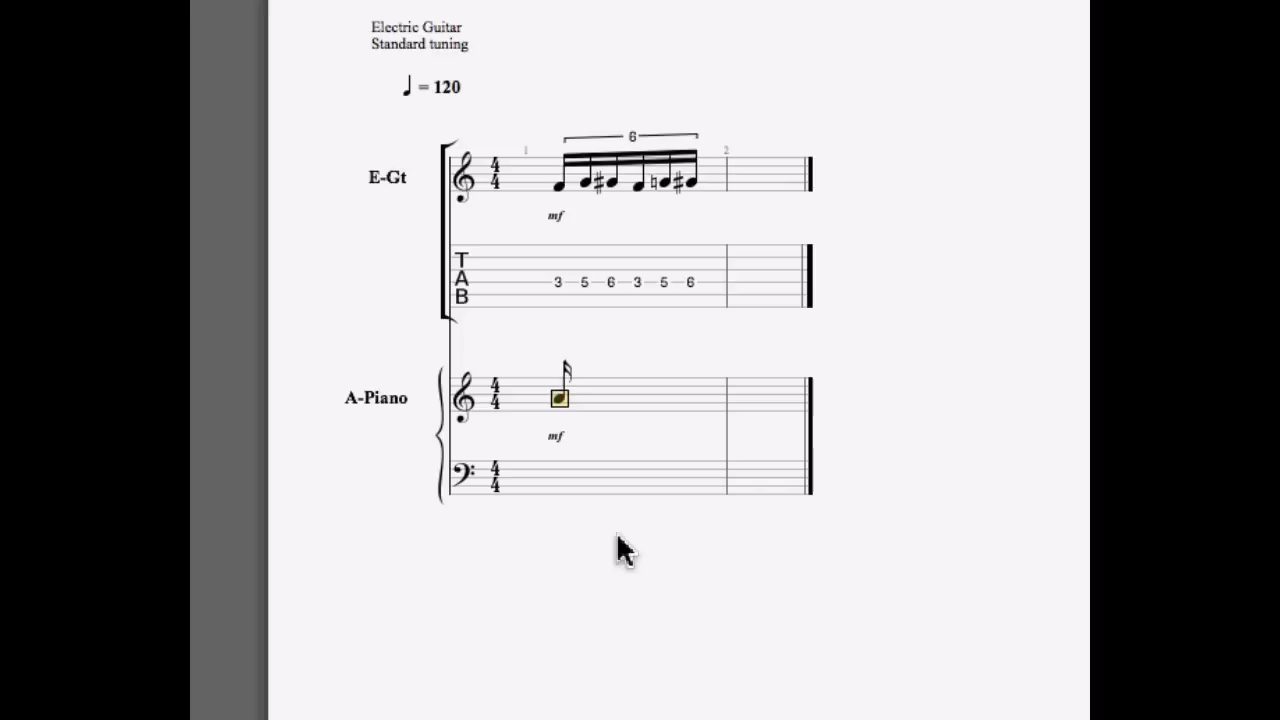 Electric Guitar
Standard tuning
= 120
6
1
2
E-Gt
4
4
mf
T
A
B
3 5 6 3 5 6
A-Piano
4
4
mf
4
4